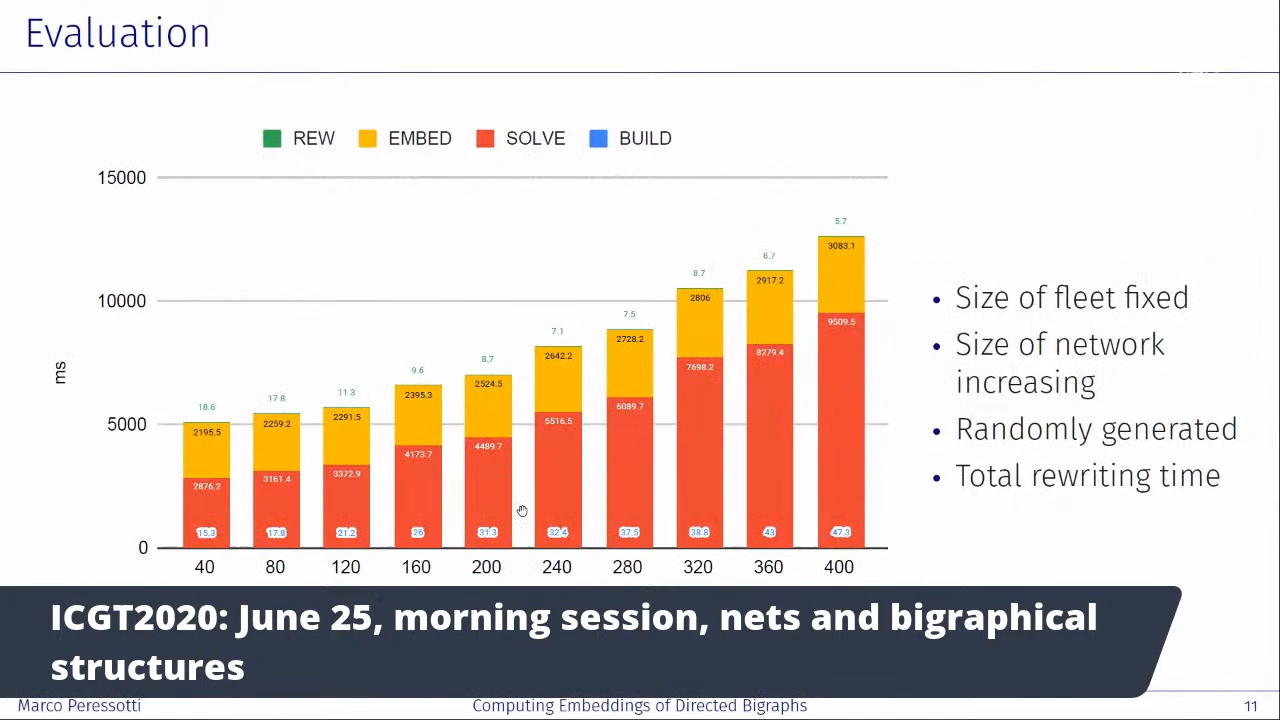 Evaluation
REW EMBED SOLVE BUILD
15000
10000
5000
0
ms
18.6 17.8 11.3 9.6 8.7 7.1 7.5 8.7 6.7 5.7
2195.5 2259.2 2291.5 2395.3 2524.5 2642.2 2728.2 2806 2917.2 3083.1
2876.2 3161.4 3372.9 4173.7 4489.7 5516.5 6089.7 7698.2 8279.4 9509.5
15.3 17.8 21.2 26 31.3 32.4 37.5 38.8 43 47.3
40 80 120 160 200 240 280 320 360 400
• Size of fleet fixed
• Size of network
increasing
• Randomly generated
• Total rewriting time
ICGT2020: June 25, morning session, nets and bigraphical
structures
Marco Peressotti Computing Embeddings of Directed Bigraphs 11